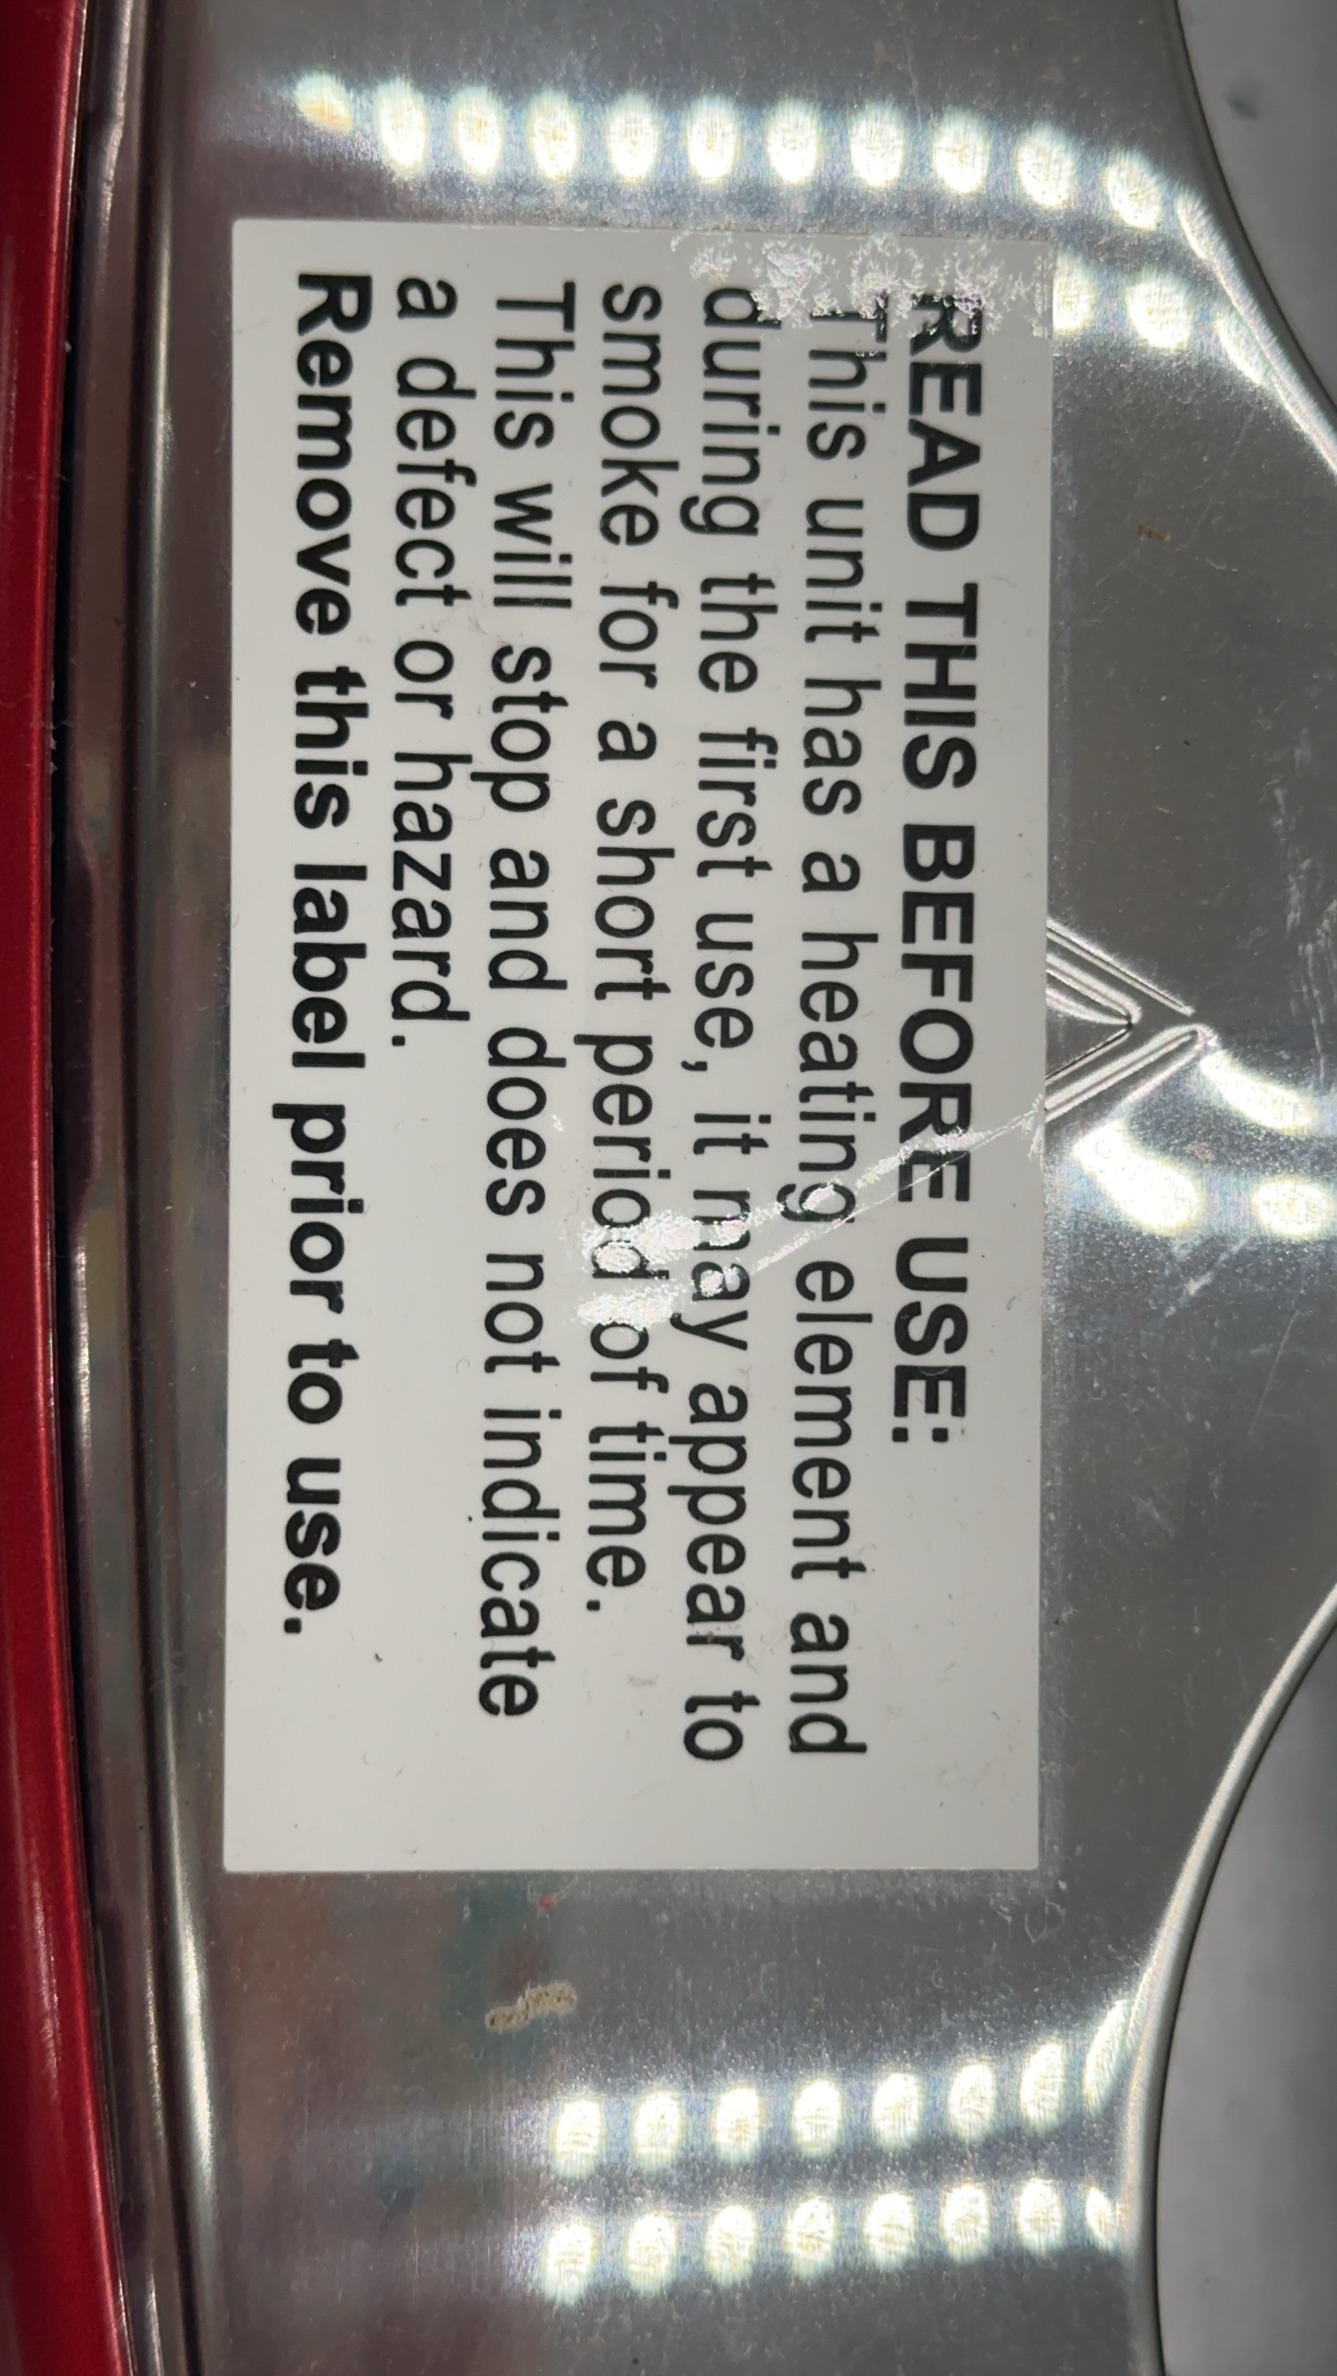 READ THIS BEFORE USE:
This unit has a heating element and
during the first use, it may appear to
smoke for a short period of time.
This will stop and does not indicate
a defect or hazard.
Remove this label prior to use.